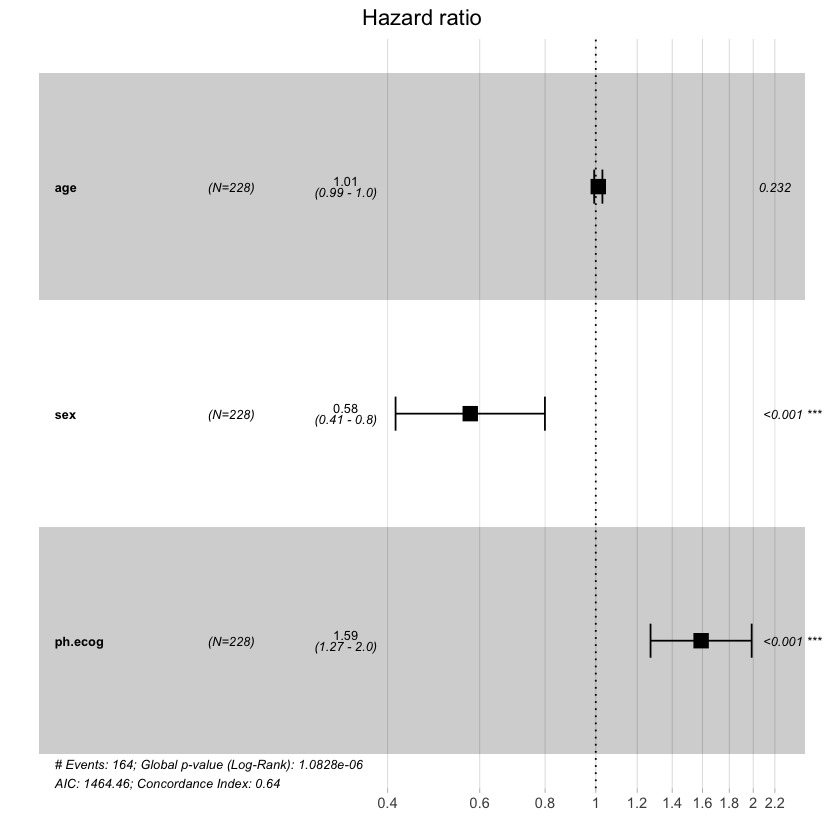 Hazard ratio
age (N=228) 1.01 0.232
(0.99 - 1.0)
sex (N=228) 0.58 <0.001 ***
(0.41 - 0.8)
ph.ecog (N=228) 1.59 <0.001 ***
(1.27 - 2.0)
# Events: 164; Global p-value (Log-Rank): 1.0828e-06
AIC: 1464.46; Concordance Index: 0.64
0.4 0.6 0.8 1 1.2 1.4 1.6 1.8 2 2.2